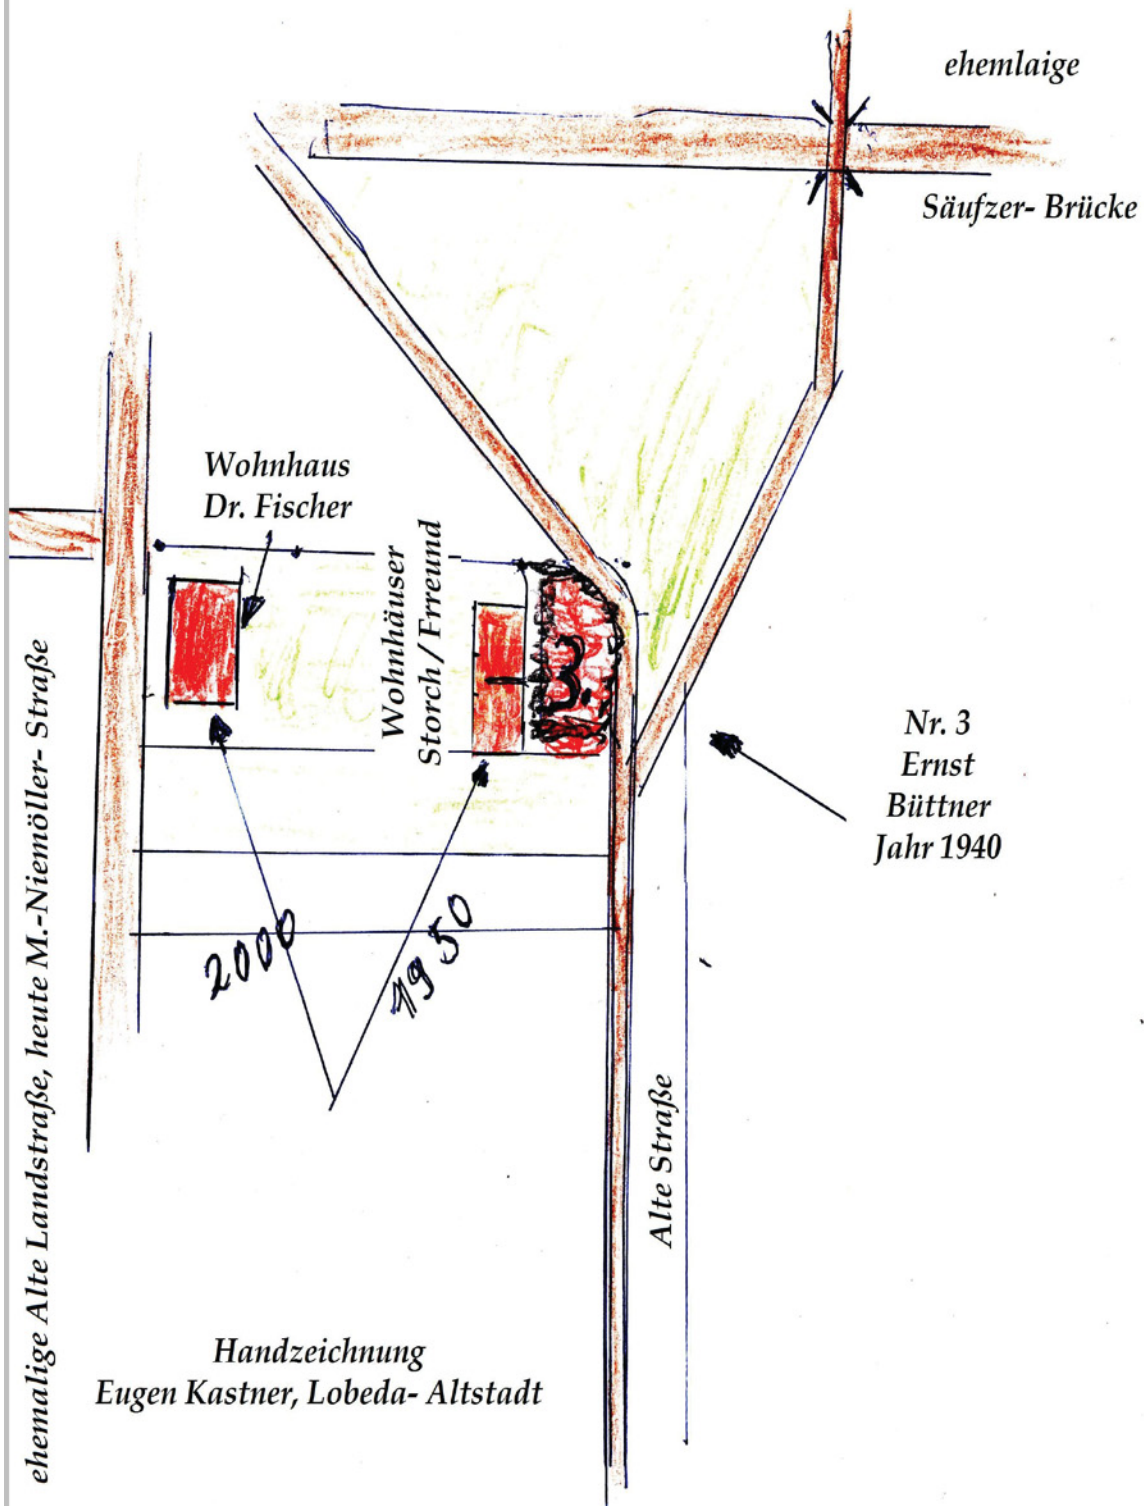 ehemlaige
Säufzer- Brücke
Wohnhaus
Dr. Fischer
Wohnhäuser
Storch / Frreund
3.
Nr. 3
Ernst
Büttner
Jahr 1940
2000
1950
Alte Straße
ehemalige Alte Landstraße, heute M.-Niemöller- Straße
Handzeichnung
Eugen Kastner, Lobeda- Altstadt